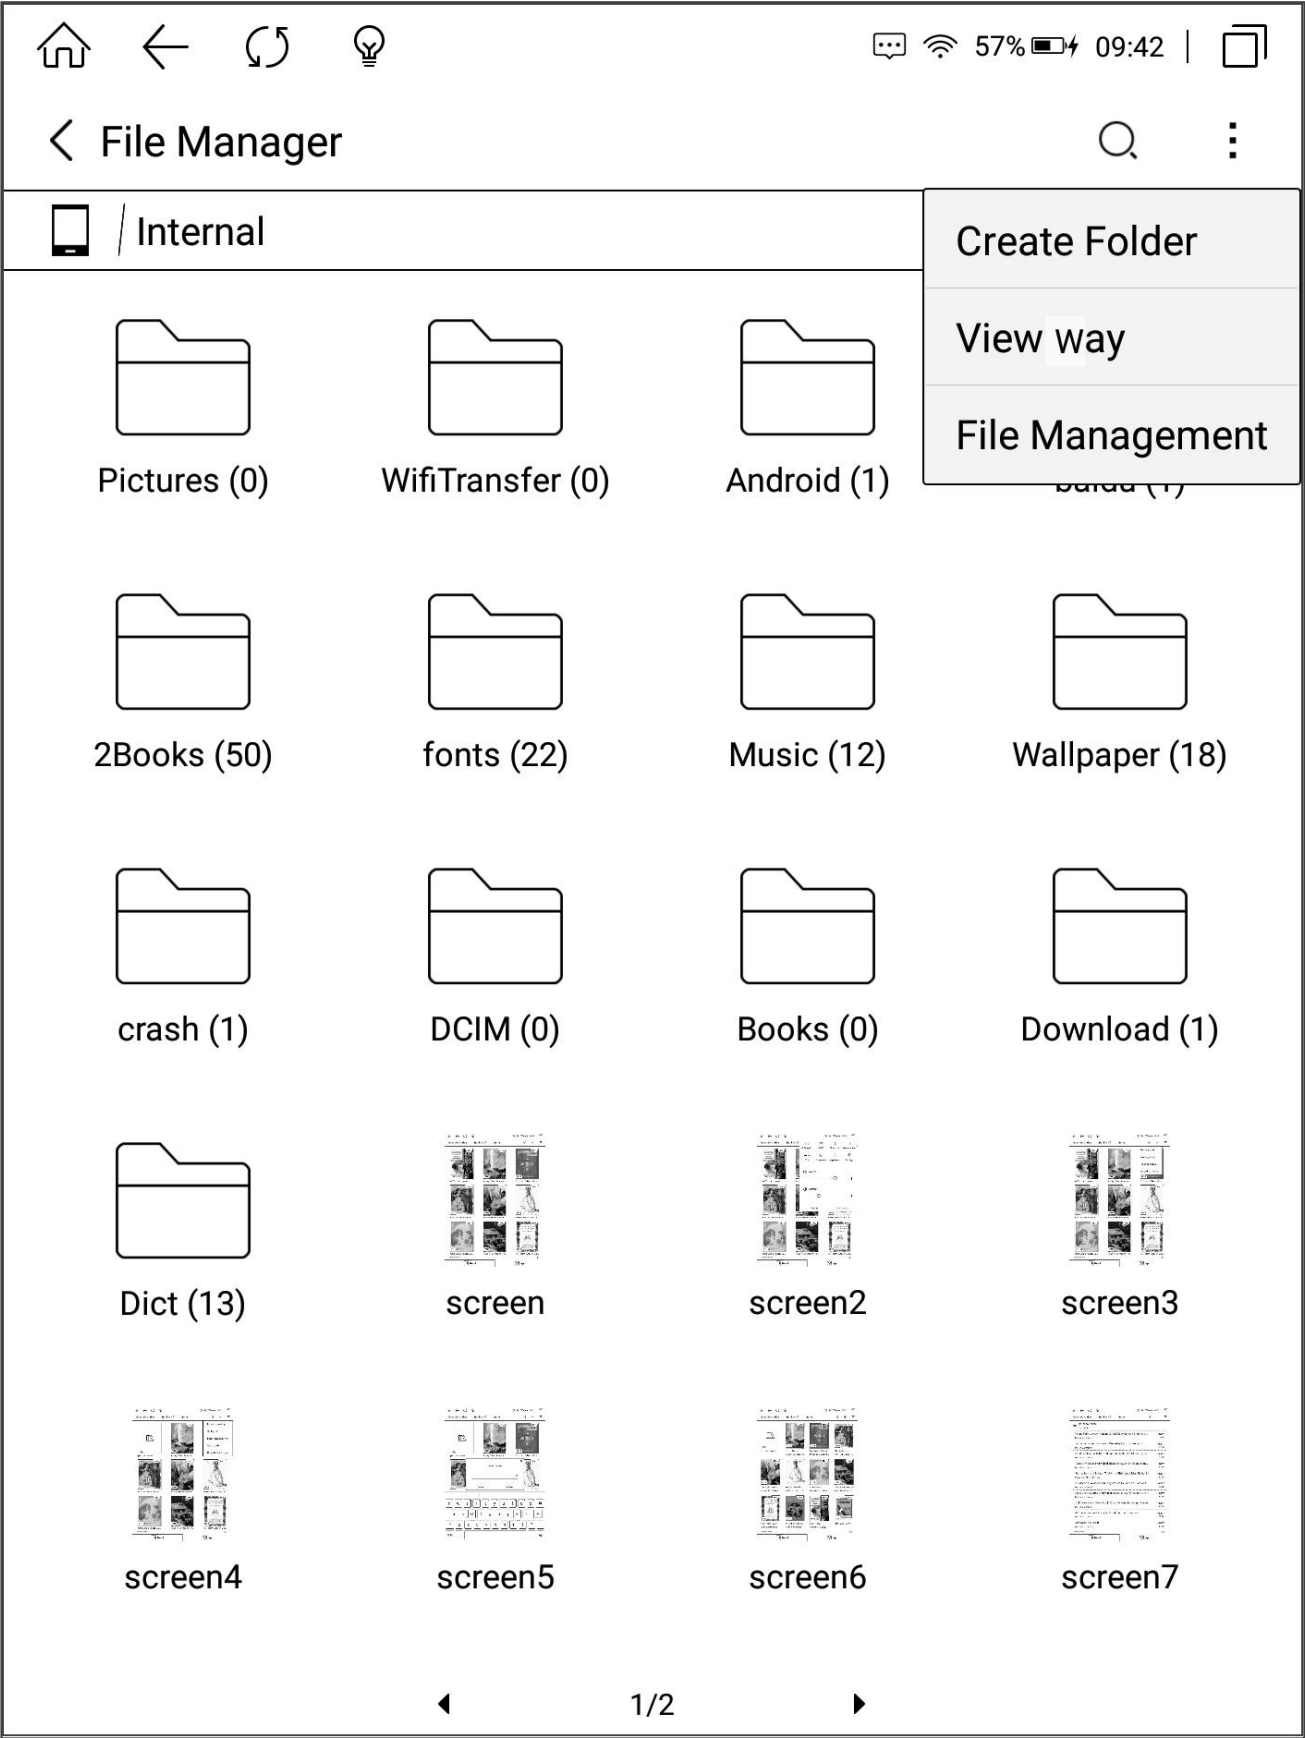 57% 09:42
File Manager
Internal
Create Folder
View way
File Management
Pictures (0)
WifiTransfer (0)
Android (1)
baidu (1)
2Books (50)
fonts (22)
Music (12)
Wallpaper (18)
crash (1)
DCIM (0)
Books (0)
Download (1)
Dict (13)
screen
screen2
screen3
screen4
screen5
screen6
screen7
1/2